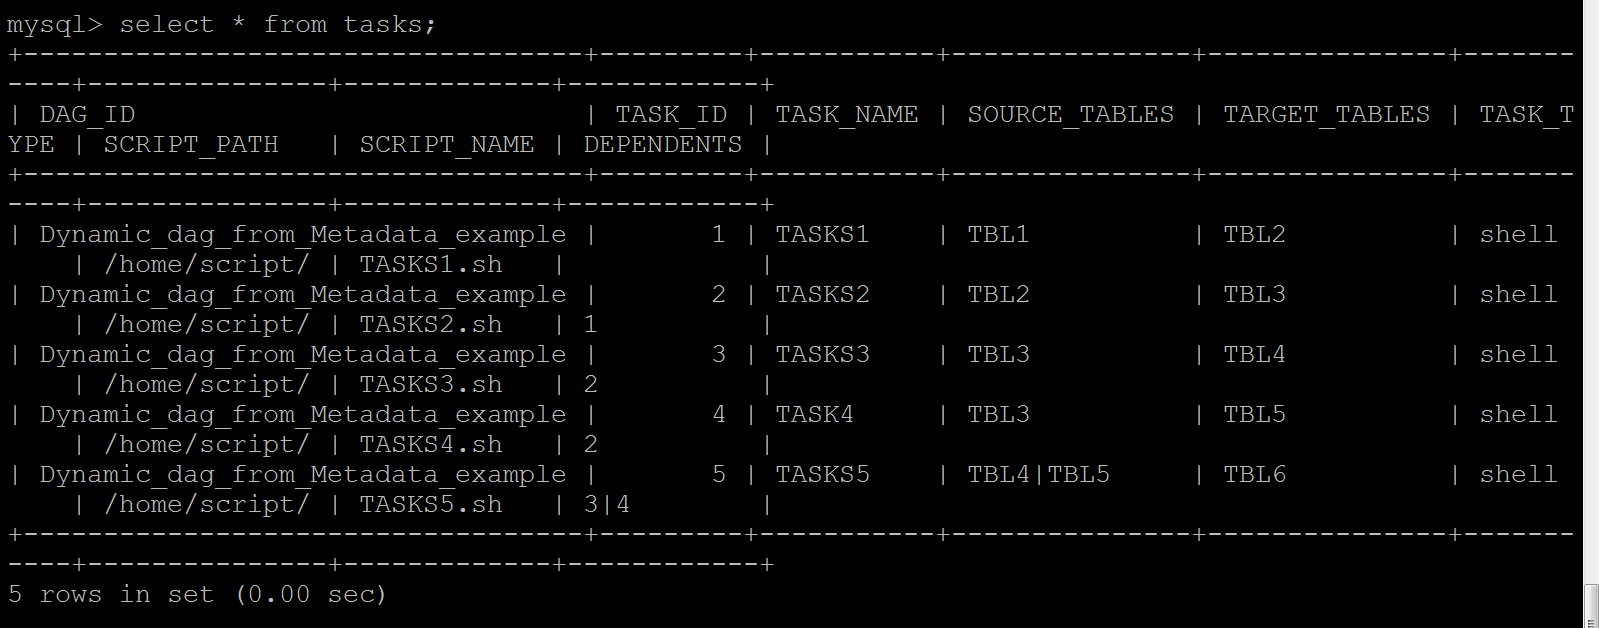 mysql> select * from tasks;
+-----------------------------------+---------+-----------+---------------+---------------+-------
----+---------------+-------------+------------+
| DAG_ID                            | TASK_ID | TASK_NAME | SOURCE_TABLES | TARGET_TABLES | TASK_T
YPE | SCRIPT_PATH   | SCRIPT_NAME | DEPENDENTS |
+-----------------------------------+---------+-----------+---------------+---------------+-------
----+---------------+-------------+------------+
| Dynamic_dag_from_Metadata_example |       1 | TASKS1    | TBL1          | TBL2          | shell
    | /home/script/ | TASKS1.sh   |            |
| Dynamic_dag_from_Metadata_example |       2 | TASKS2    | TBL2          | TBL3          | shell
    | /home/script/ | TASKS2.sh   | 1          |
| Dynamic_dag_from_Metadata_example |       3 | TASKS3    | TBL3          | TBL4          | shell
    | /home/script/ | TASKS3.sh   | 2          |
| Dynamic_dag_from_Metadata_example |       4 | TASK4     | TBL3          | TBL5          | shell
    | /home/script/ | TASKS4.sh   | 2          |
| Dynamic_dag_from_Metadata_example |       5 | TASKS5    | TBL4|TBL5     | TBL6          | shell
    | /home/script/ | TASKS5.sh   | 3|4        |
+-----------------------------------+---------+-----------+---------------+---------------+-------
----+---------------+-------------+------------+
5 rows in set (0.00 sec)